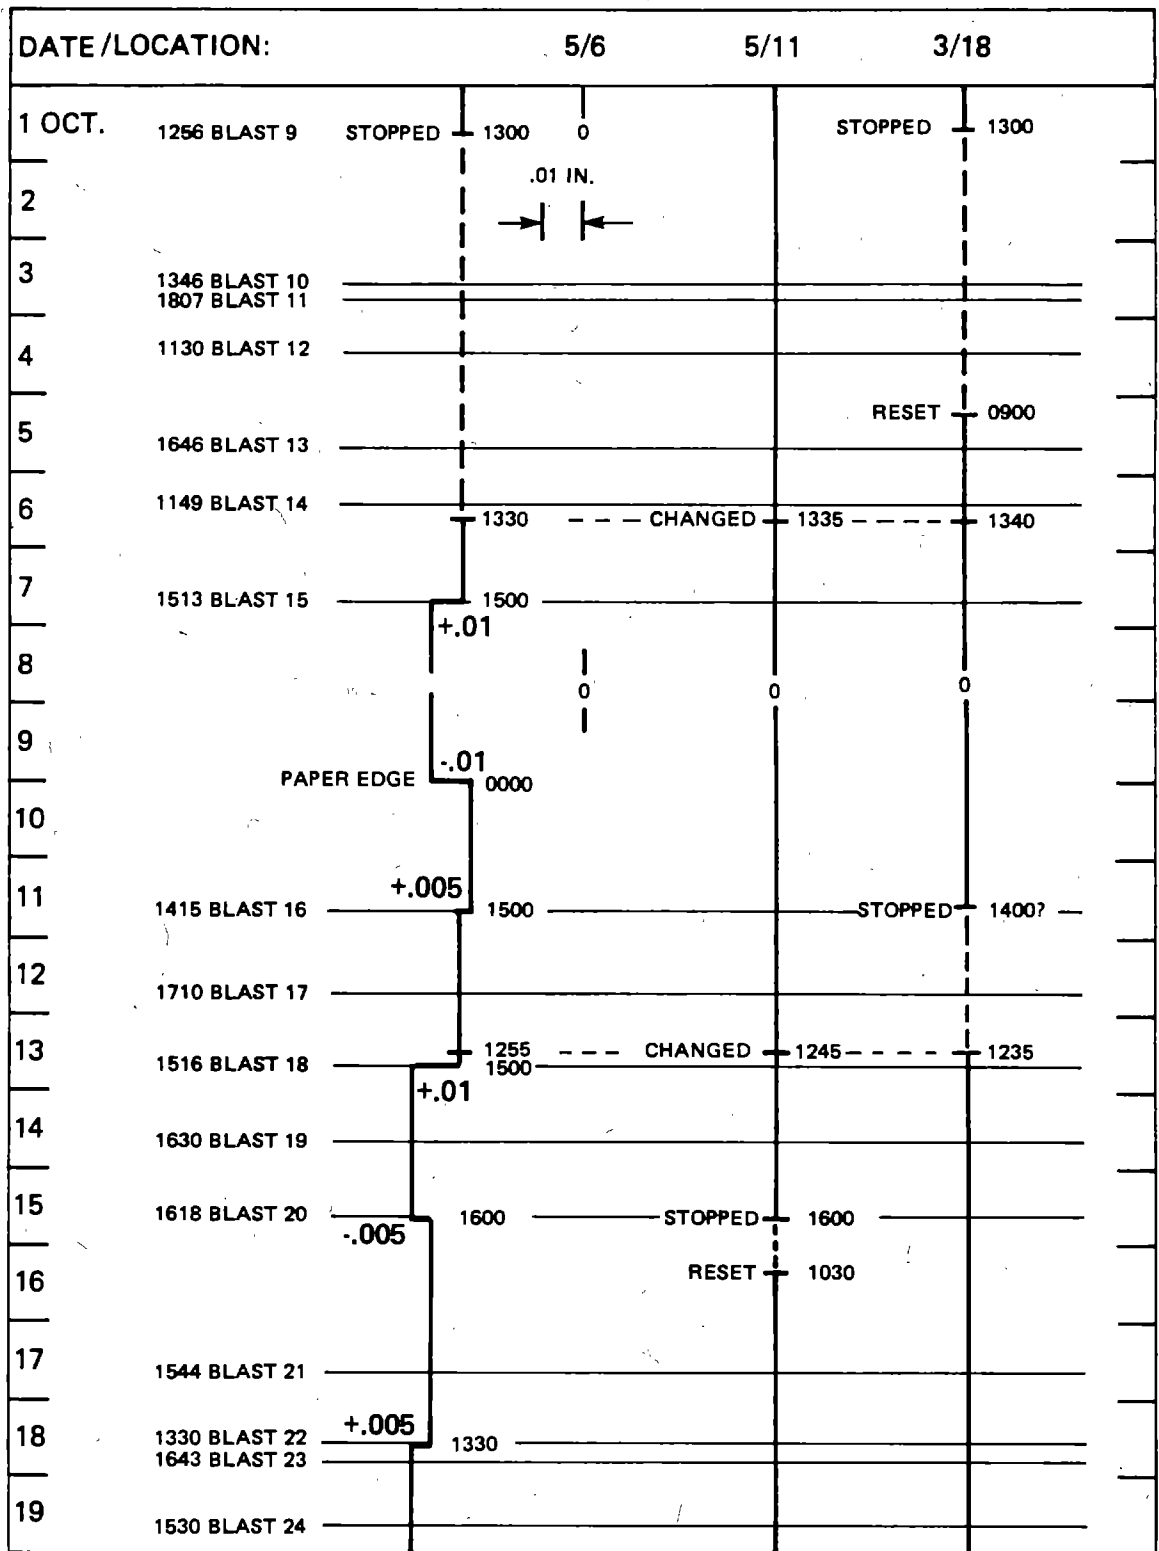 DATE/LOCATION: 5/6 5/11 3/18
1 OCT. 1256 BLAST 9 STOPPED 1300 0 STOPPED 1300
.01 IN.
2
3
1346 BLAST 10
1807 BLAST 11
4 1130 BLAST 12
RESET 0900
5
1646 BLAST 13
6 1149 BLAST 14
1330 CHANGED 1335 1340
7
1513 BLAST 15 1500
+.01
8
0 0 0
9
-.01
PAPER EDGE 0000
10
+.005
11
1415 BLAST 16 1500 STOPPED 1400?
12
1710 BLAST 17
13 1255 CHANGED 1245 1235
1516 BLAST 18 1500
+.01
14
1630 BLAST 19
15
1618 BLAST 20 1600 STOPPED 1600
-.005
16 RESET 1030
17
1544 BLAST 21
+.005
18 1330 BLAST 22 1330
1643 BLAST 23
19
1530 BLAST 24